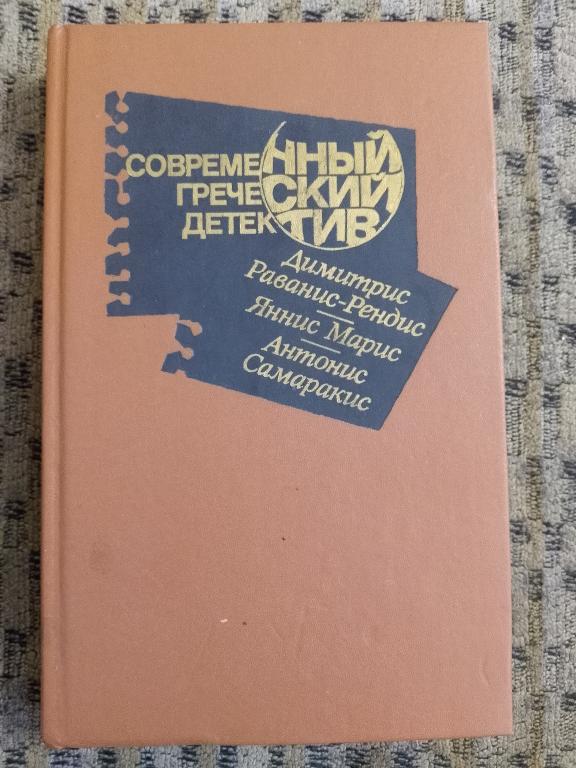 СОВРЕМЕННЫЙ
ГРЕЧЕСКИЙ
ДЕТЕКТИВ
Димитрис
Раванис-Рендис
Яннис Марис
Антонис
Самаракис